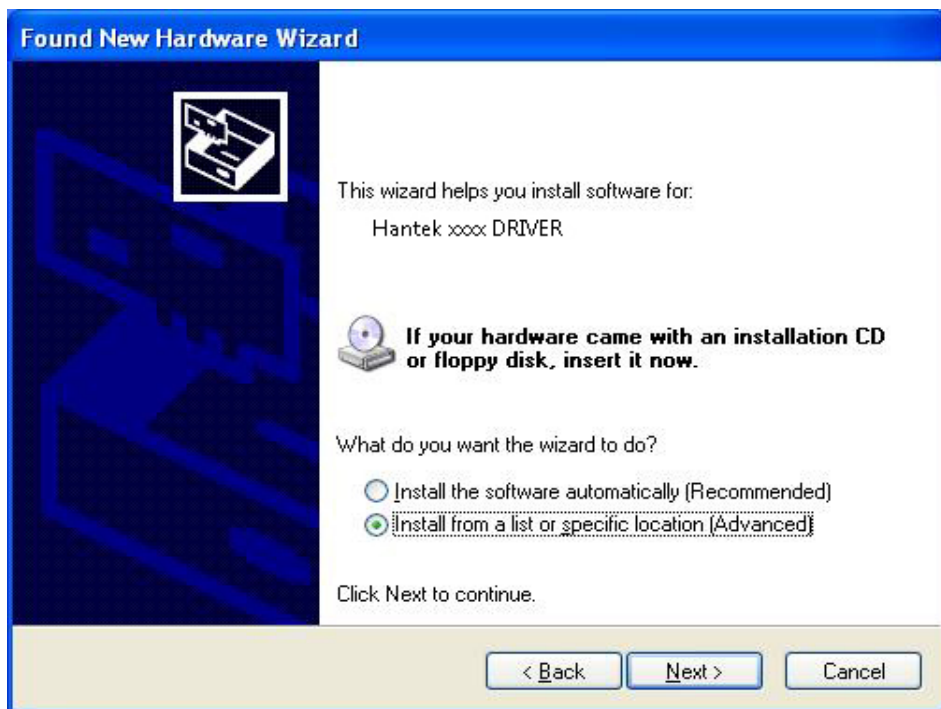 Found New Hardware Wizard
This wizard helps you install software for:
Hantek xxxx DRIVER
If your hardware came with an installation CD
or floppy disk, insert it now.
What do you want the wizard to do?
Install the software automatically (Recommended)
Install from a list or specific location (Advanced)
Click Next to continue.
< Back
Next >
Cancel